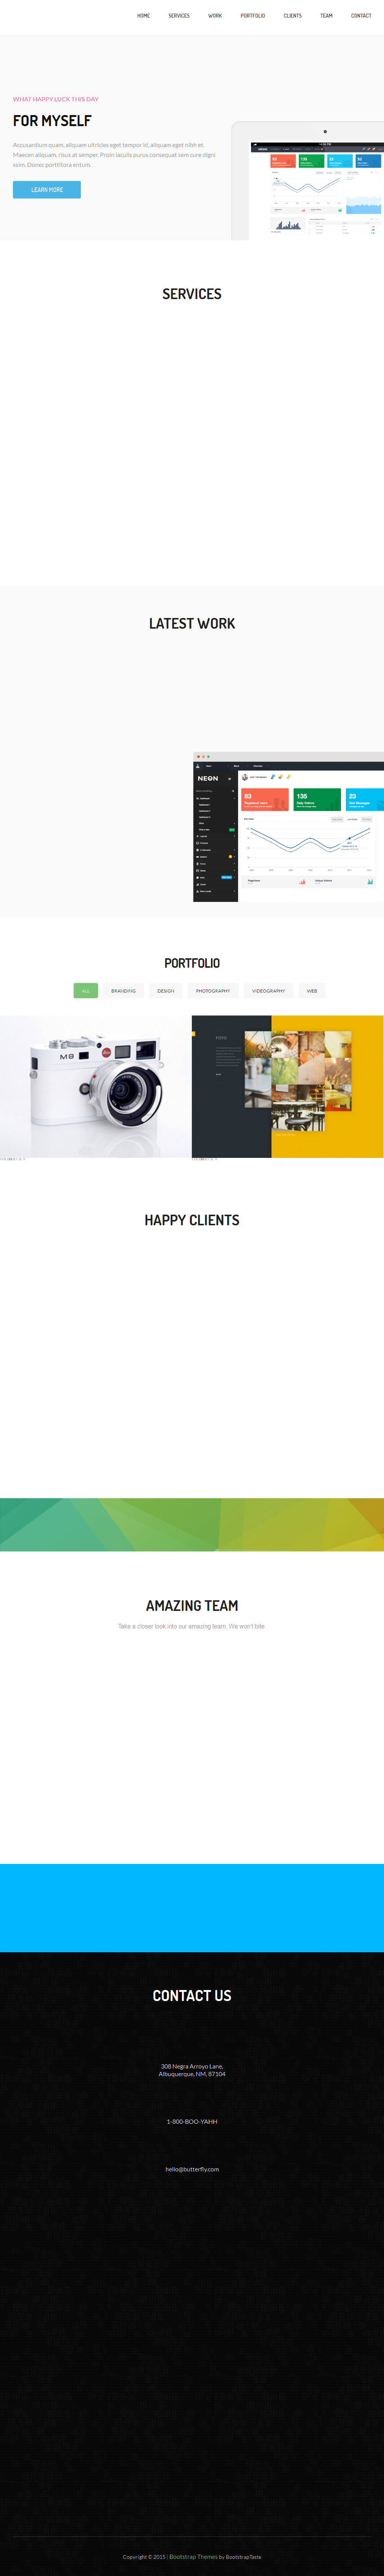 HOME SERVICES WORK PORTFOLIO CLIENTS TEAM CONTACT
WHAT HAPPY LUCK THIS DAY
FOR MYSELF
Accusantium quam, aliquam ultricies eget tempor id, aliquam eget nibh et.
Maecen aliquam, risus at semper. Proin iaculis purus consequat sem cure digni
ssim. Donec porttitora entum.
LEARN MORE
SERVICES
LATEST WORK
NEON
83
135
23
PORTFOLIO
ALL BRANDING DESIGN PHOTOGRAPHY VIDEOGRAPHY WEB
M8
HAPPY CLIENTS
AMAZING TEAM
Take a closer look into our amazing team. We won't bite.
CONTACT US
308 Negra Arroyo Lane,
Albuquerque, NM, 87104
1-800-BOO-YAHH
hello@butterfly.com
Copyright © 2015 | Bootstrap Themes by BootstrapTaste